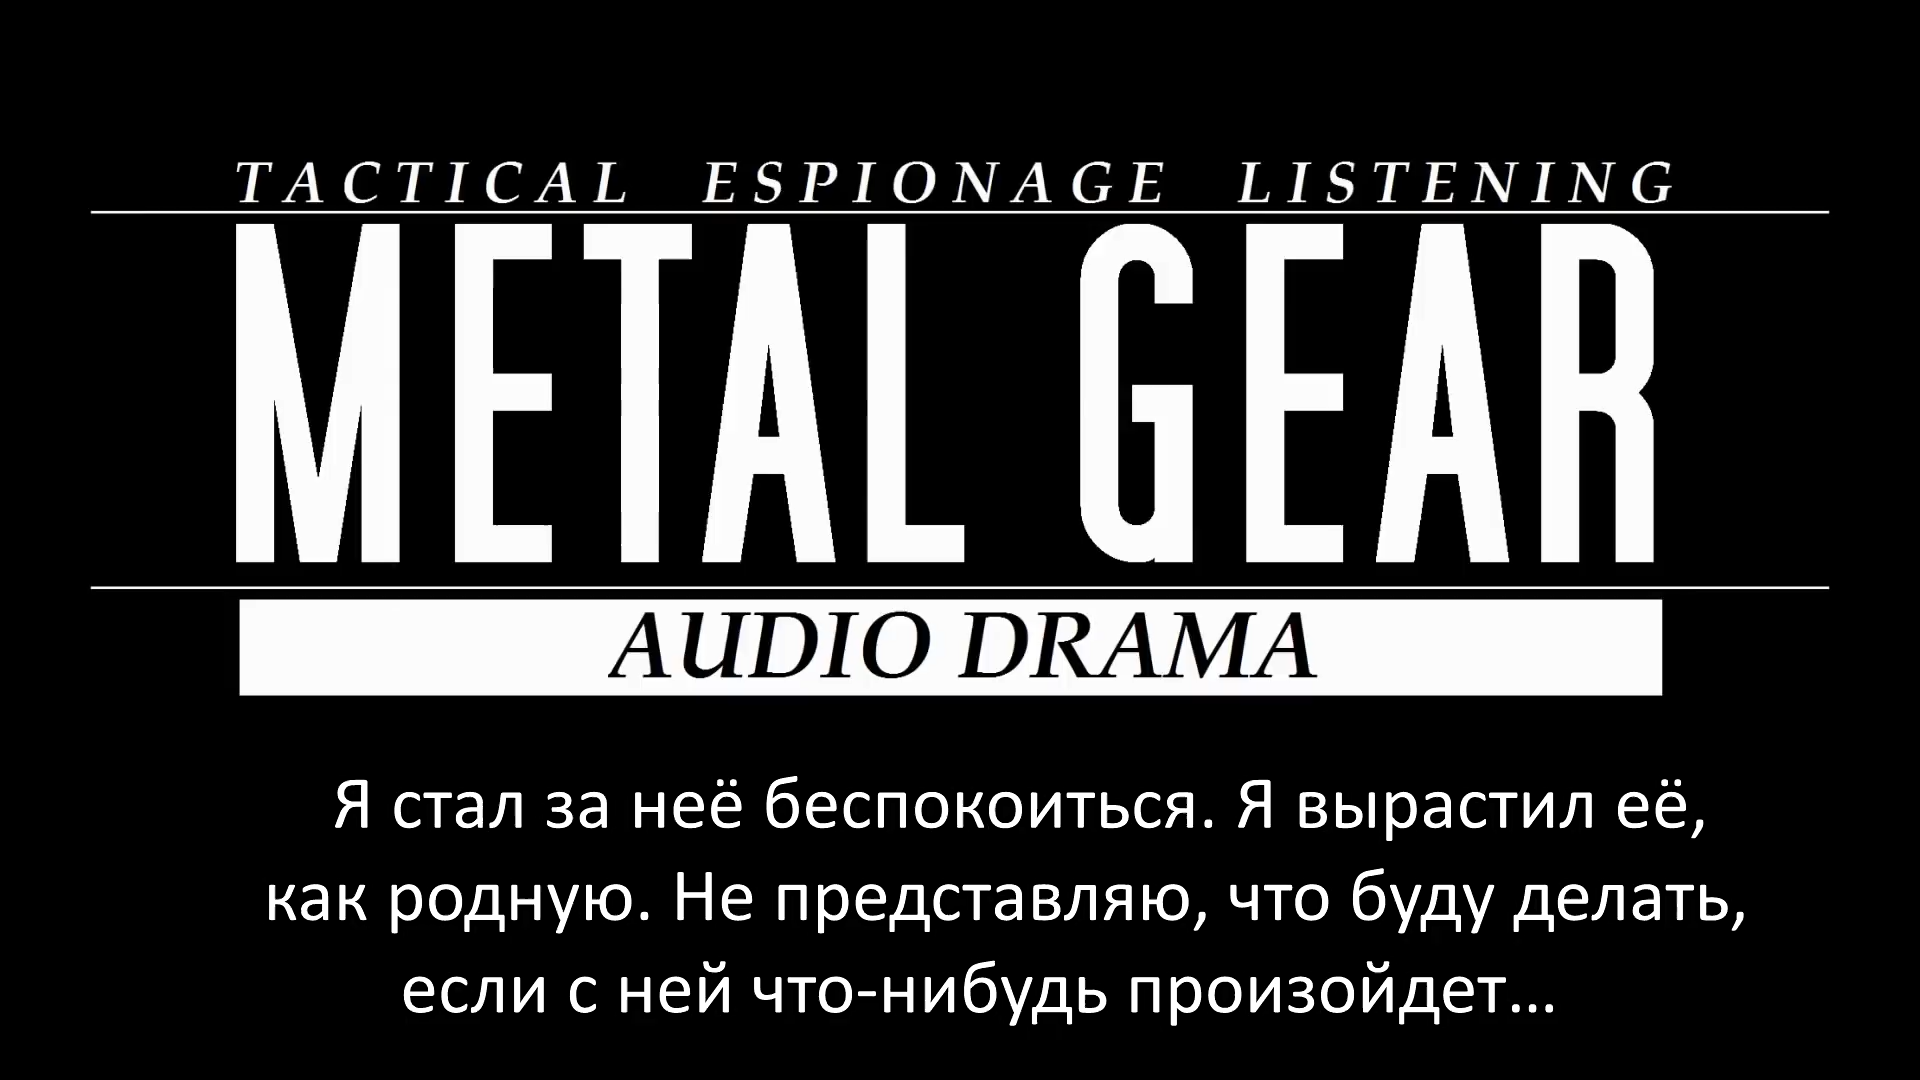 TACTICAL ESPIONAGE LISTENING
METAL GEAR
AUDIO DRAMA
Я стал за неё беспокоиться. Я вырастил её,
как родную. Не представляю, что буду делать,
если с ней что-нибудь произойдет...